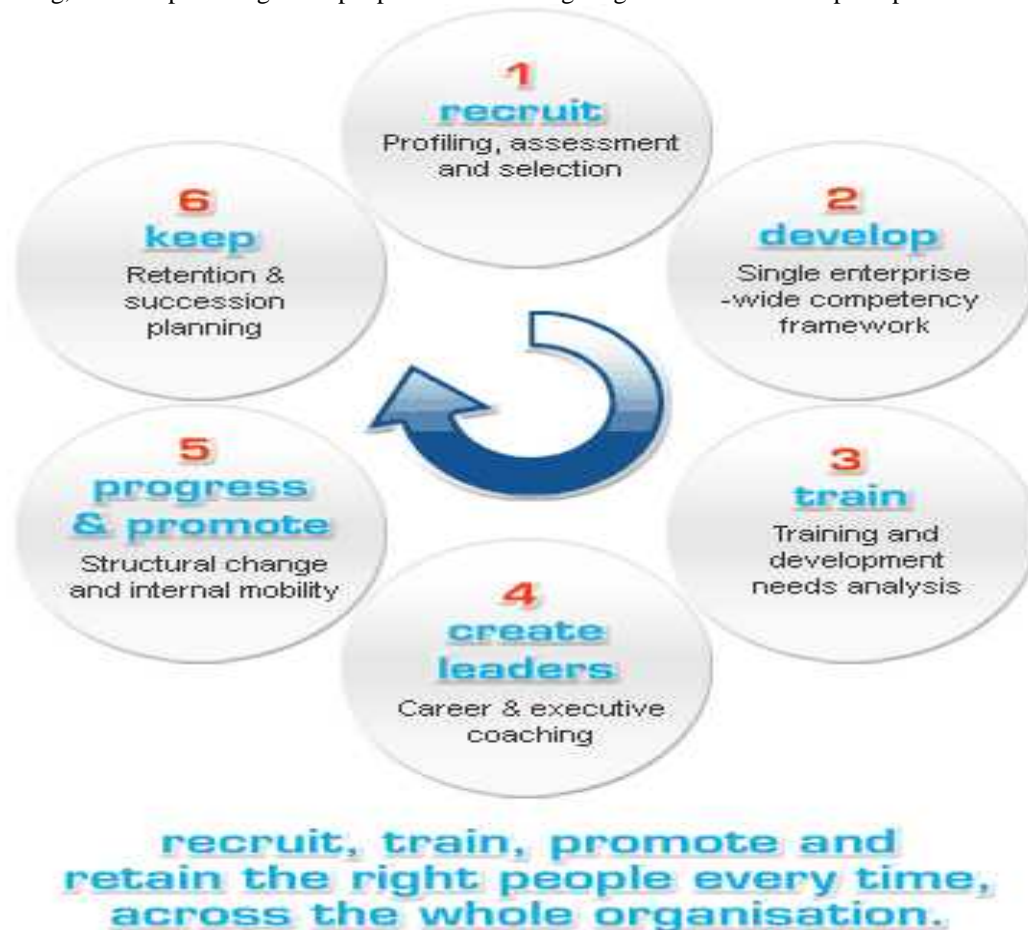 1
recruit
Profiling, assessment
and selection
2
develop
Single enterprise
-wide competency
framework
3
train
Training and
development
needs analysis
4
create
leaders
Career & executive
coaching
5
progress
& promote
Structural change
and internal mobility
6
keep
Retention &
succession
planning
recruit, train, promote and
retain the right people every time,
across the whole organisation.